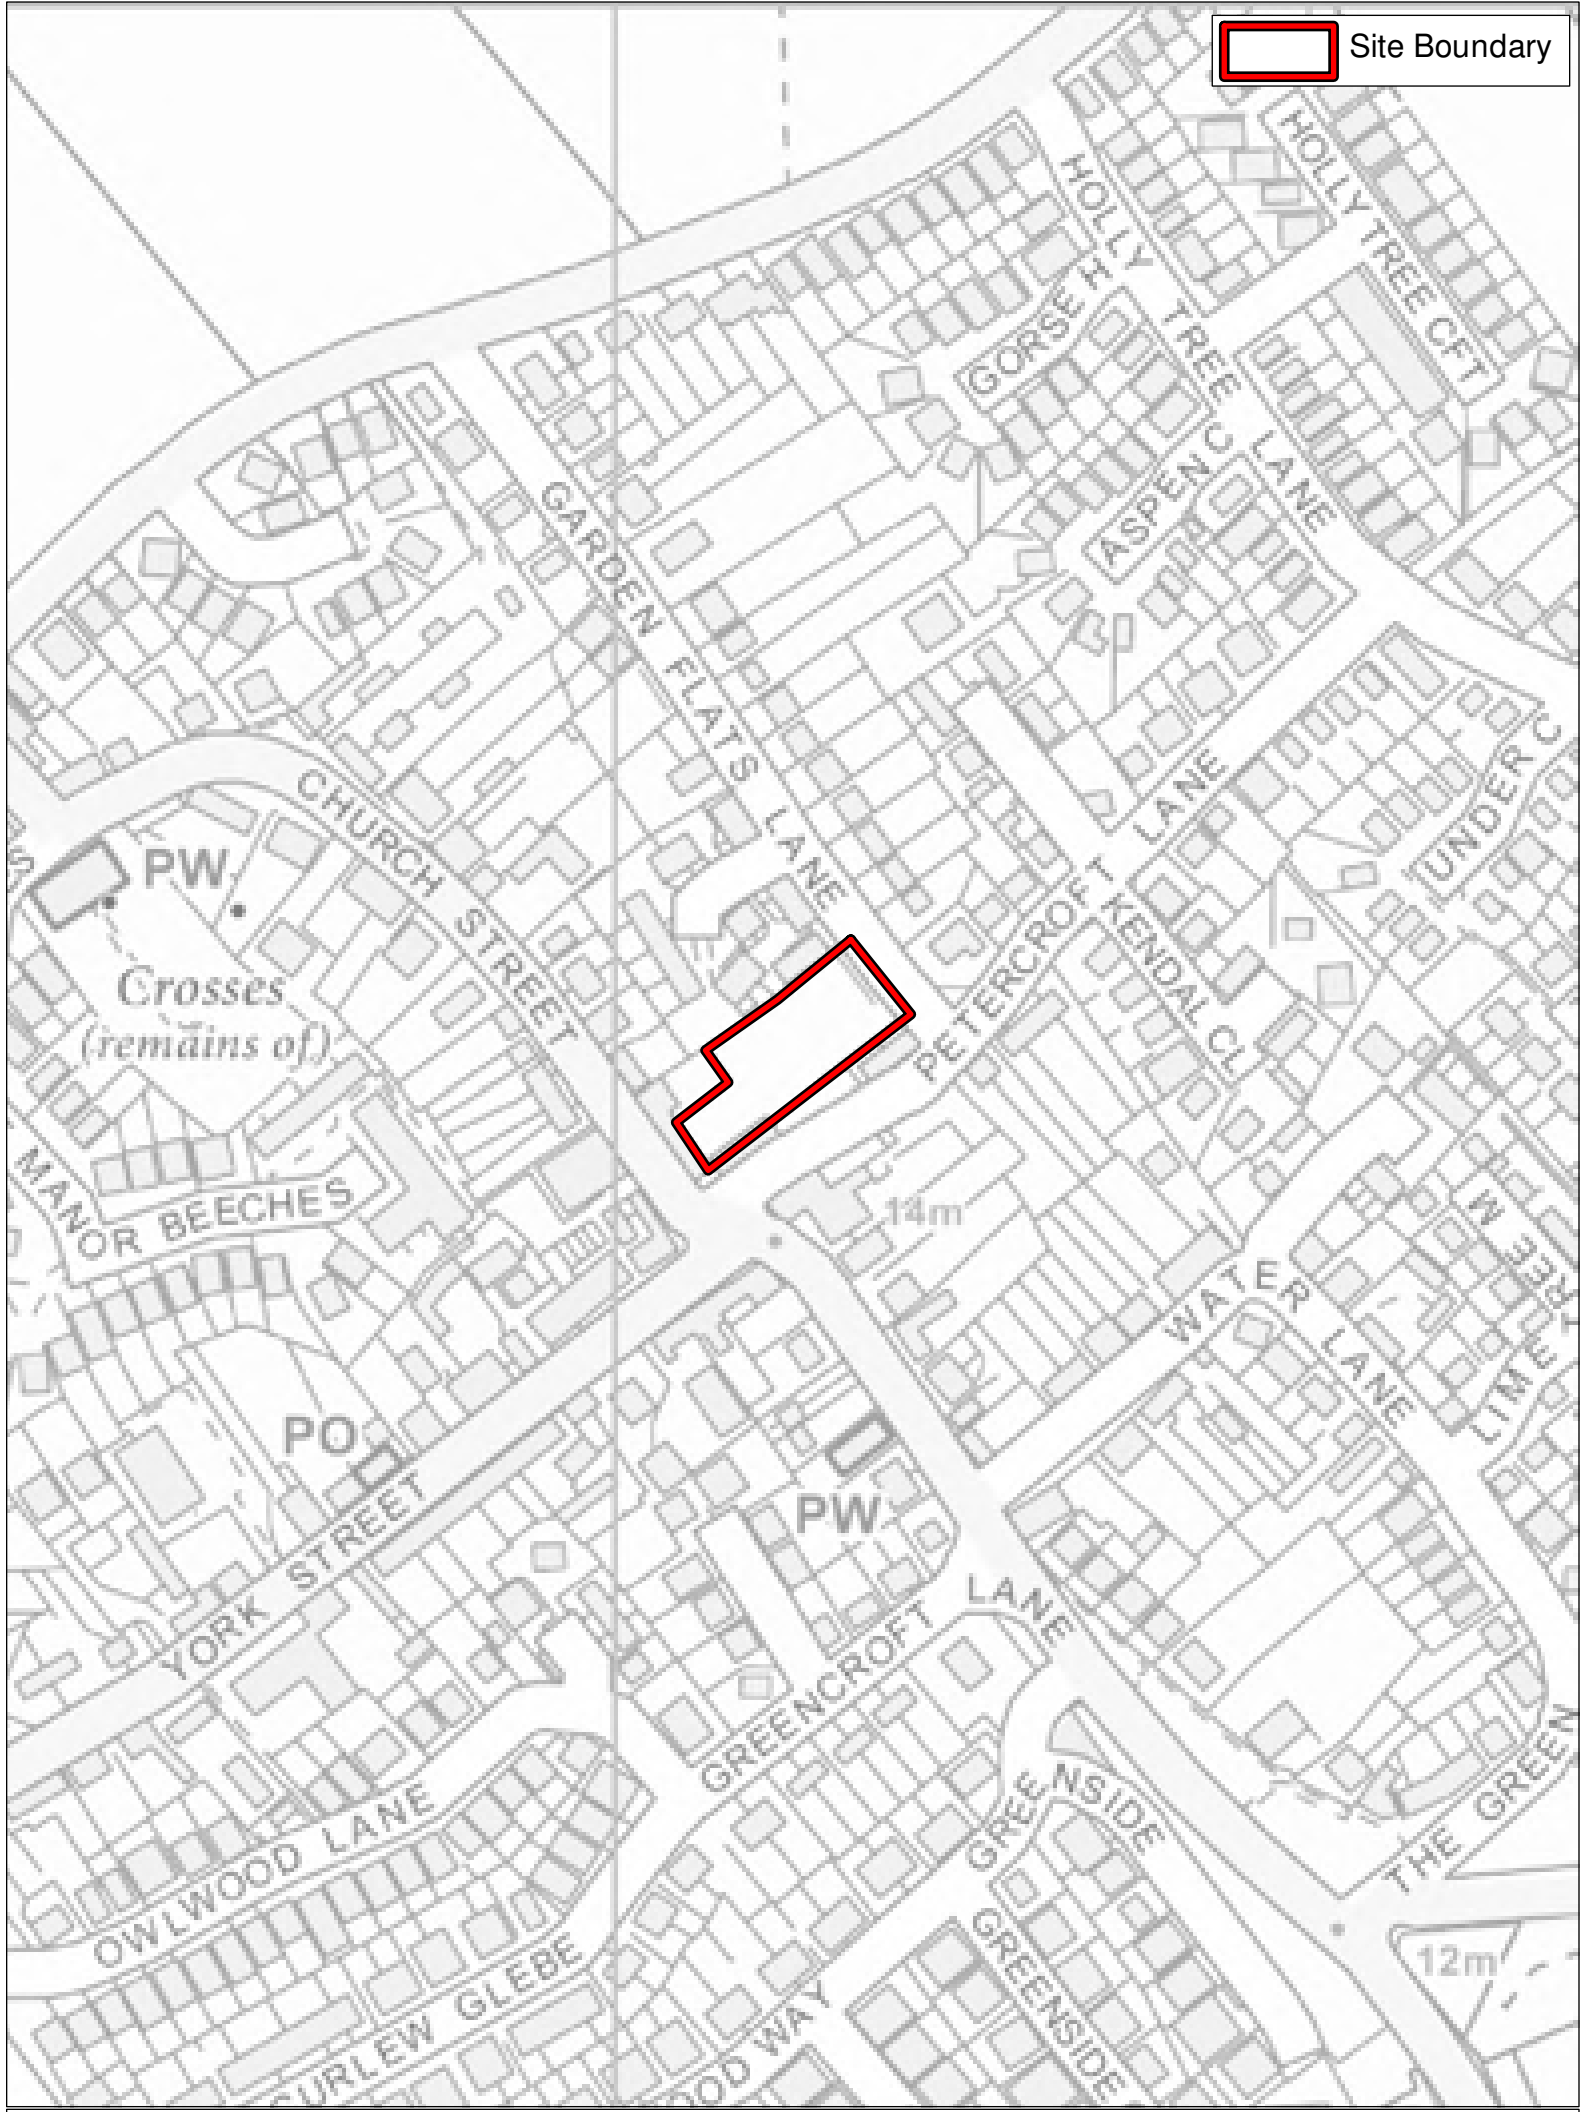 Site Boundary
HOLLY TREE CFT
HOLLY TREE LANE
GORSE H
ASPEN C
GARDEN FLATS LANE
UNDER C
CHURCH STREET
PW
PETERCROFT LANE
KENDAL CL
Crosses
(remains of)
MANOR BEECHES
14m
WATER LANE
LIME TREE M
PO
YORK STREET
PW
GREENCROFT LANE
THE GREEN
GREENSIDE
OWLWOOD LANE
GREENSIDE
12m
CURLEW GLEBE
OOD WAY